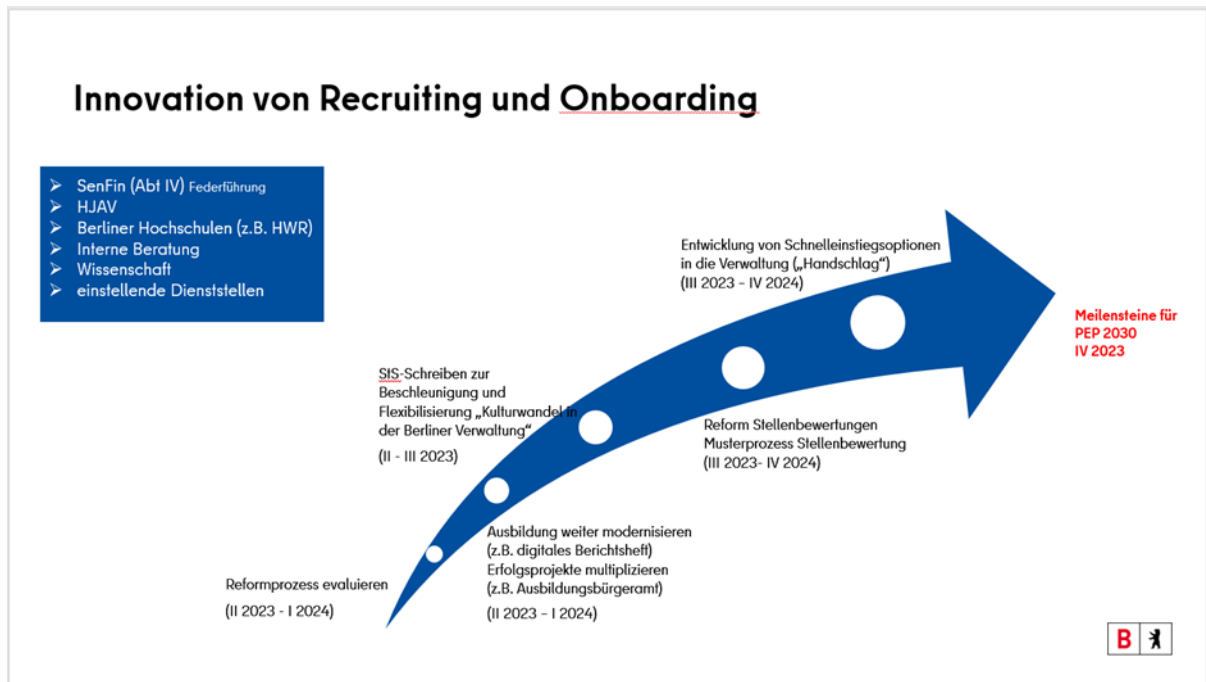 Innovation von Recruiting und Onboarding
➢ SenFin (Abt IV) Federführung
➢ HJAV
➢ Berliner Hochschulen (z.B. HWR)
➢ Interne Beratung
➢ Wissenschaft
➢ einstellende Dienststellen
Entwicklung von Schnelleinstiegsoptionen
in die Verwaltung („Handschlag“)
(III 2023 – IV 2024)
Meilensteine für
PEP 2030
IV 2023
StS-Schreiben zur
Beschleunigung und
Flexibilisierung „Kulturwandel in
der Berliner Verwaltung“
(II - III 2023)
Reform Stellenbewertungen
Musterprozess Stellenbewertung
(III 2023- IV 2024)
Ausbildung weiter modernisieren
(z.B. digitales Berichtsheft)
Erfolgsprojekte multiplizieren
(z.B. Ausbildungsbürgeramt)
(II 2023 – I 2024)
Reformprozess evaluieren
(II 2023 - I 2024)
B